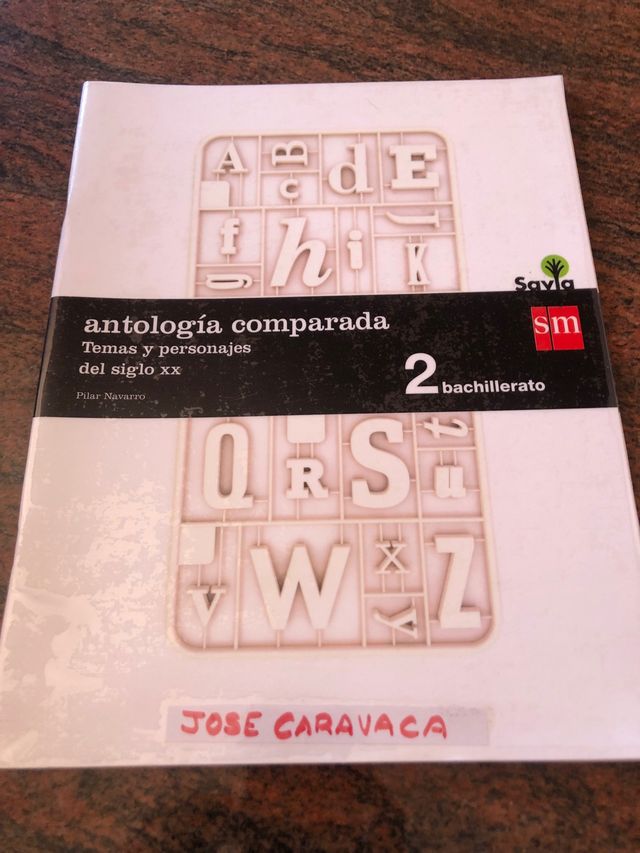 A B C d E
f g h i J K
Savia
sm
antología comparada
Temas y personajes
del siglo xx
2 bachillerato
Pilar Navarro
Q R S t u
v W x y Z
JOSE CARAVACA